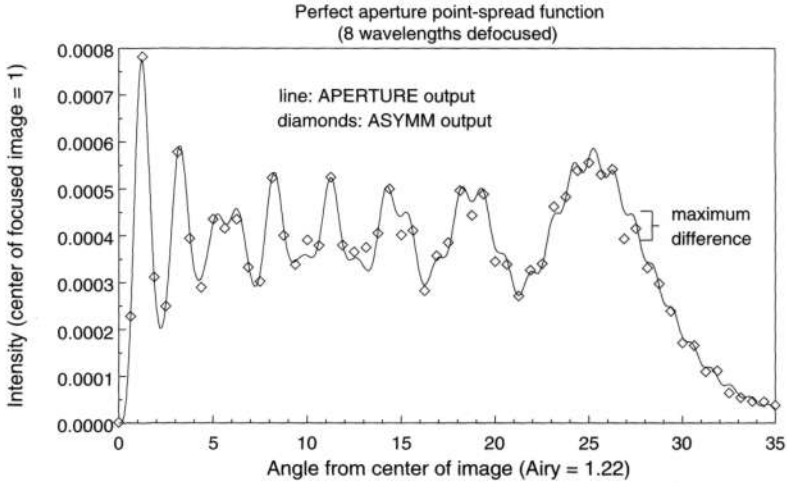 Perfect aperture point-spread function
(8 wavelengths defocused)
Intensity (center of focused image = 1)
0.0008
0.0007
0.0006
0.0005
0.0004
0.0003
0.0002
0.0001
0.0000
line: APERTURE output
diamonds: ASYMM output
maximum
difference
0 5 10 15 20 25 30 35
Angle from center of image (Airy = 1.22)